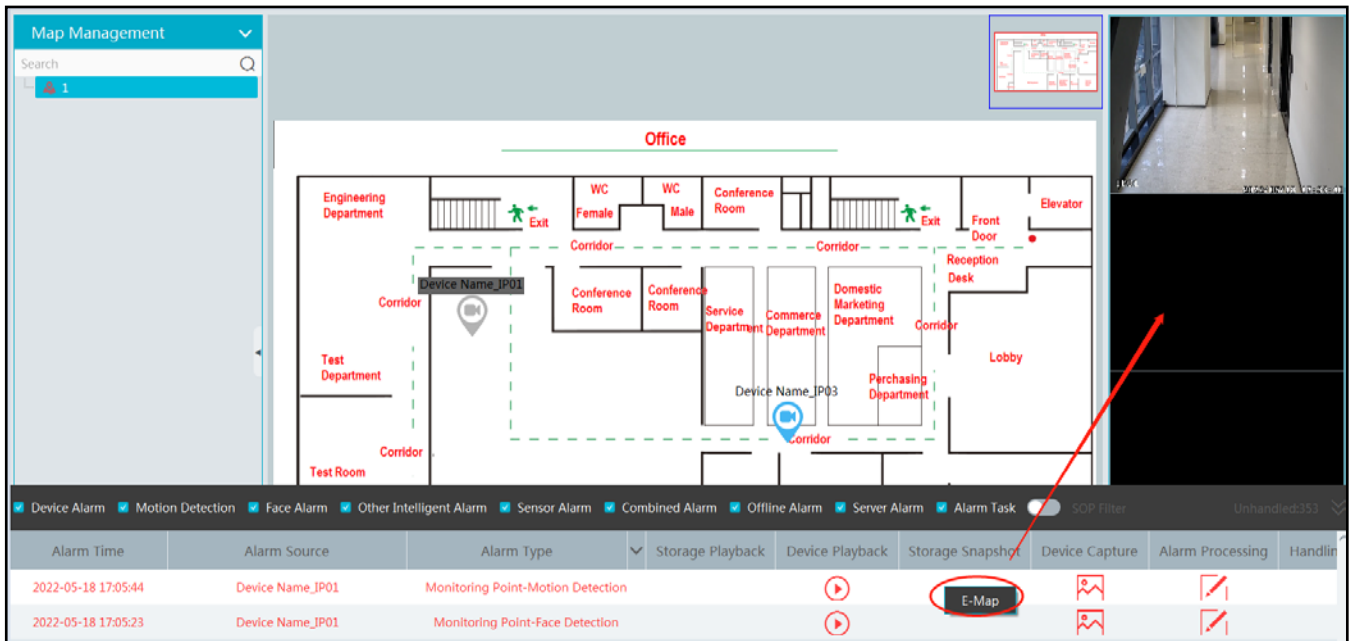 Map Management
Search
1
Office
Engineering
Department
Exit
WC
Female
WC
Male
Conference
Room
Exit
Front
Door
Elevator
Corridor
Corridor
Reception
Desk
Device Name_IP01
Corridor
Conference
Room
Conference
Room
Service
Department
Commerce
Department
Domestic
Marketing
Department
Corridor
Lobby
Test
Department
Perchasing
Department
Device Name_IP03
Corridor
Corridor
Test Room
Device Alarm Motion Detection Face Alarm Other Intelligent Alarm Sensor Alarm Combined Alarm Offline Alarm Server Alarm Alarm Task SOP Filter Unhandled:353
Alarm Time Alarm Source Alarm Type Storage Playback Device Playback Storage Snapshot Device Capture Alarm Processing Handlin
2022-05-18 17:05:44 Device Name_IP01 Monitoring Point-Motion Detection
E-Map
2022-05-18 17:05:23 Device Name_IP01 Monitoring Point-Face Detection